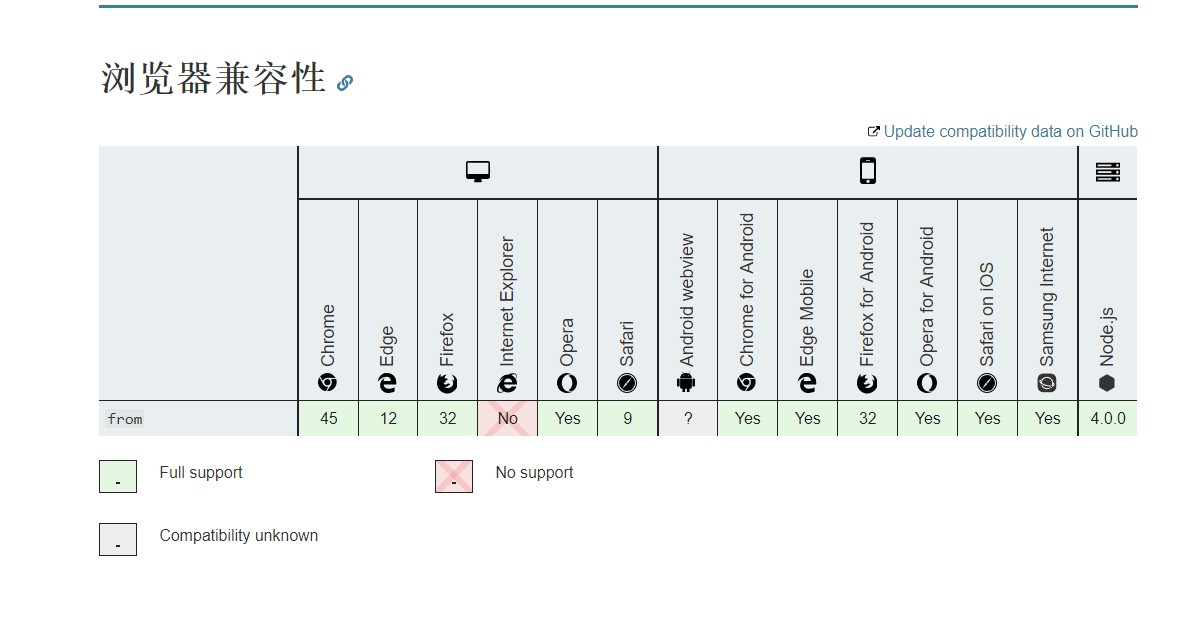 浏览器兼容性
Update compatibility data on GitHub
Chrome
Edge
Firefox
Internet Explorer
Opera
Safari
Android webview
Chrome for Android
Edge Mobile
Firefox for Android
Opera for Android
Safari on iOS
Samsung Internet
Node.js
from 45 12 32 No Yes 9 ? Yes Yes 32 Yes Yes Yes 4.0.0
- Full support
- No support
- Compatibility unknown